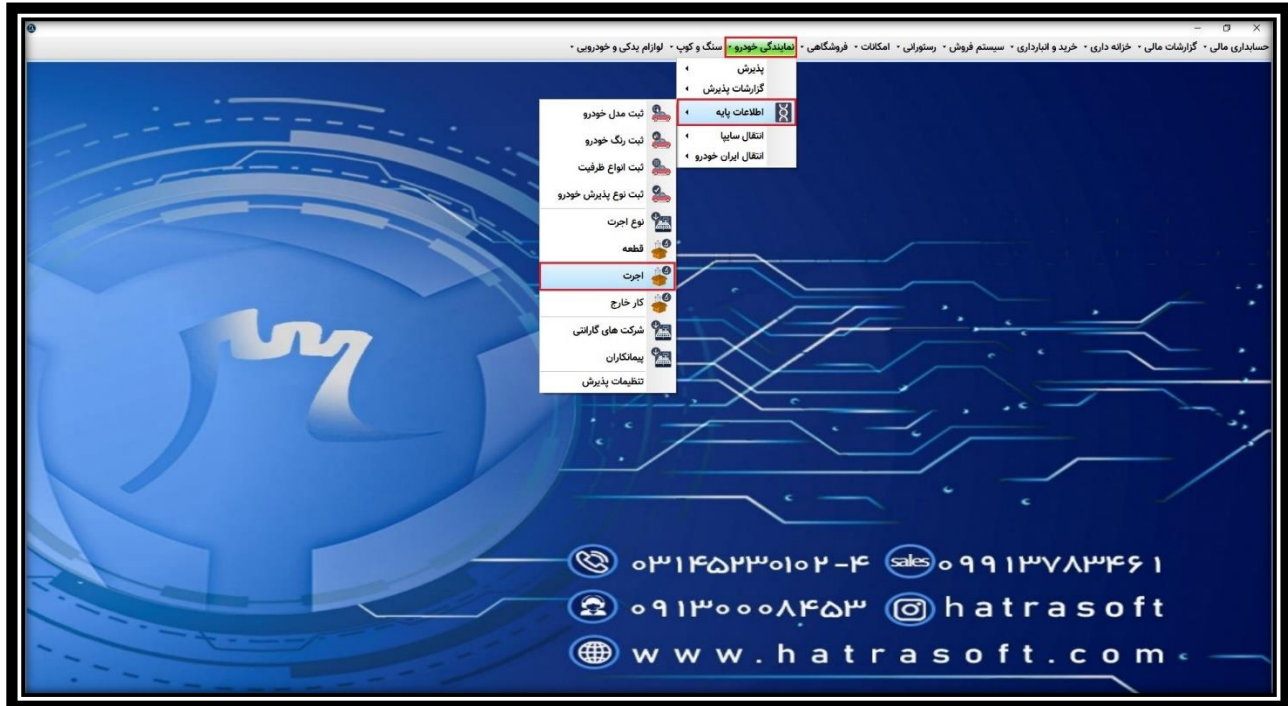 حسابداری مالی - گزارشات مالی - خزانه داری - خرید و انبارداری - سیستم فروش - رستورانی - امکانات - فروشگاهی - نمایندگی خودرو - سنگ و کوپ - لوازم یدکی و خودرویی -
پذیرش
گزارشات پذیرش
اطلاعات پایه
انتقال سایپا
انتقال ایران خودرو
ثبت مدل خودرو
ثبت رنگ خودرو
ثبت انواع ظرفیت
ثبت نوع پذیرش خودرو
نوع اجرت
قطعه
اجرت
کار خارج
شرکت های گارانتی
پیمانکاران
تنظیمات پذیرش
۰۳۱۴۵۲۳۰۱۰۲-۴ sales ۰۹۹۱۳۷۸۳۴۶۱
۰۹۱۳۰۰۰۸۴۵۳ hatrasoft
www.hatrasoft.com